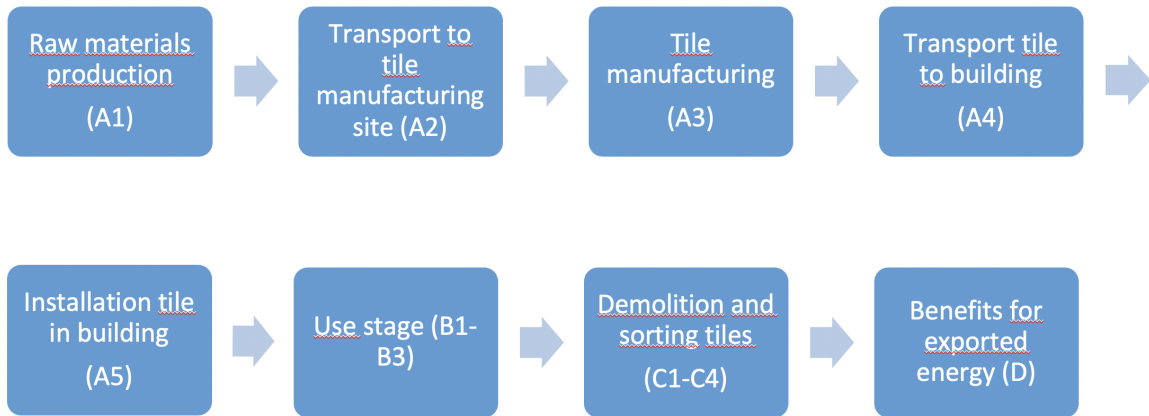 Raw materials
production
(A1)
Transport to
tile
manufacturing
site (A2)
Tile
manufacturing
(A3)
Transport tile
to building
(A4)
Installation tile
in building
(A5)
Use stage (B1-
B3)
Demolition and
sorting tiles
(C1-C4)
Benefits for
exported
energy (D)